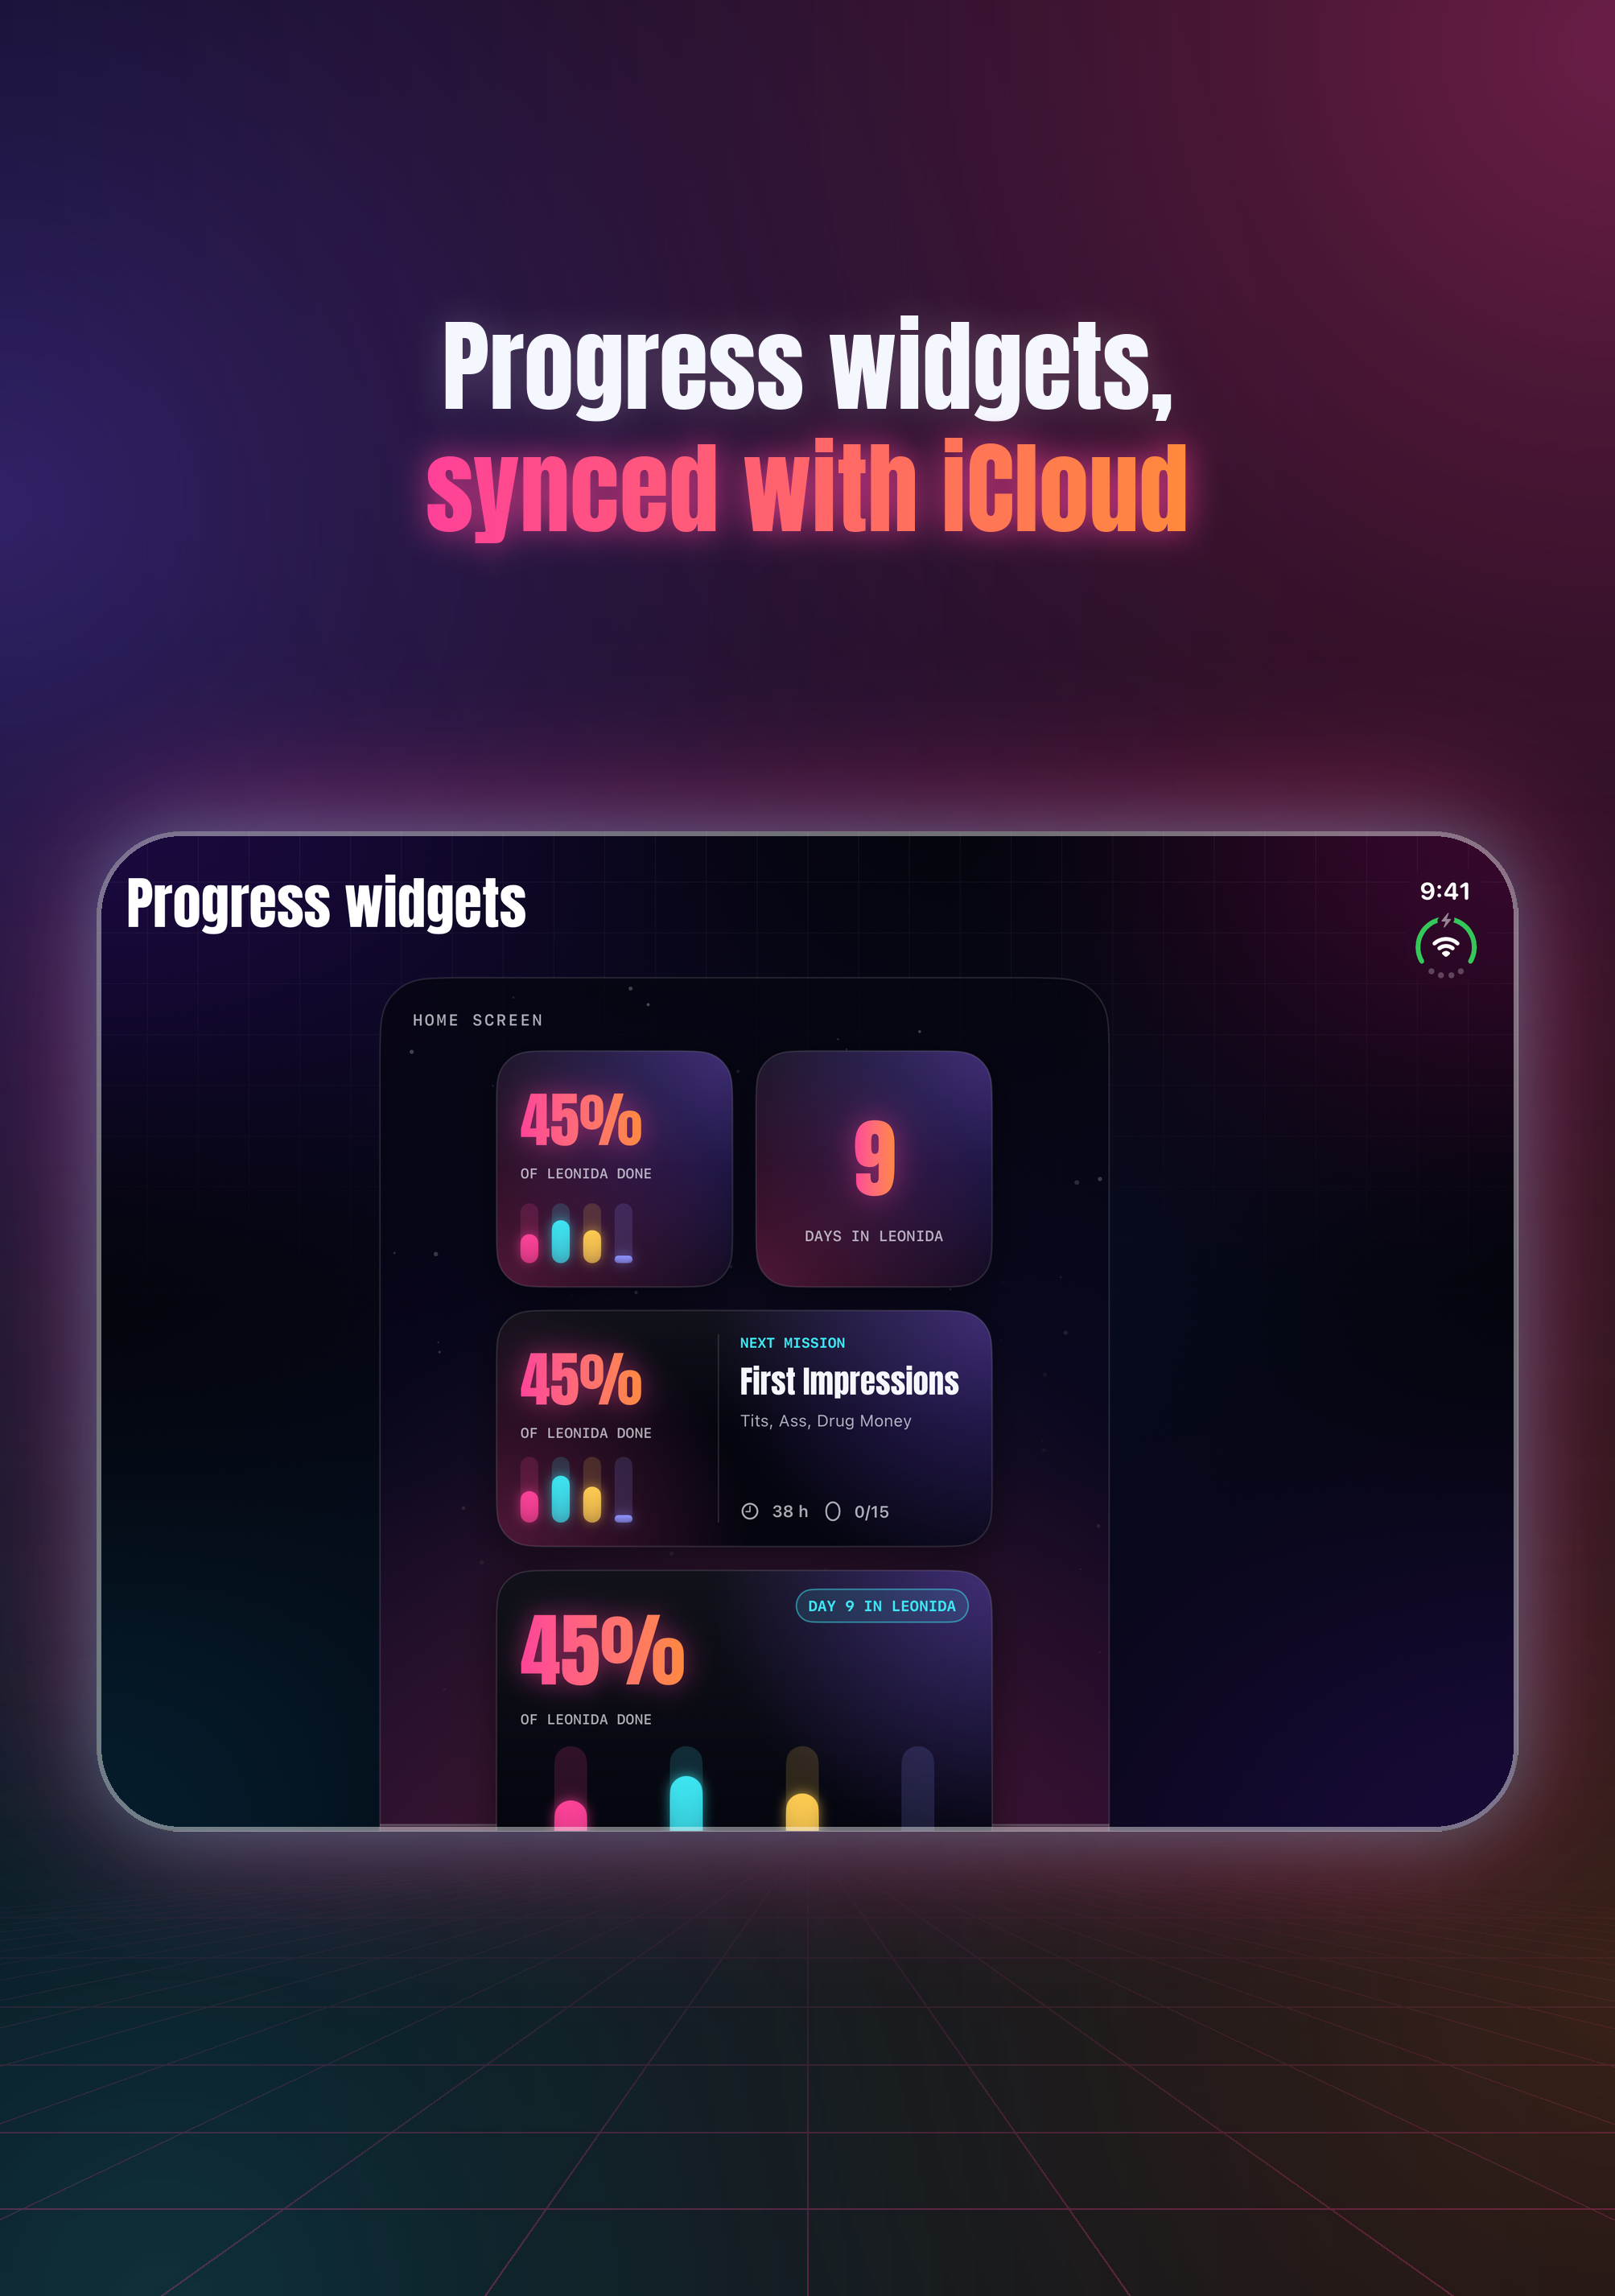 Progress widgets,
synced with iCloud
Progress widgets
9:41
HOME SCREEN
45%
OF LEONIDA DONE
9
DAYS IN LEONIDA
45%
OF LEONIDA DONE
NEXT MISSION
First Impressions
Tits, Ass, Drug Money
38 h 0/15
DAY 9 IN LEONIDA
45%
OF LEONIDA DONE